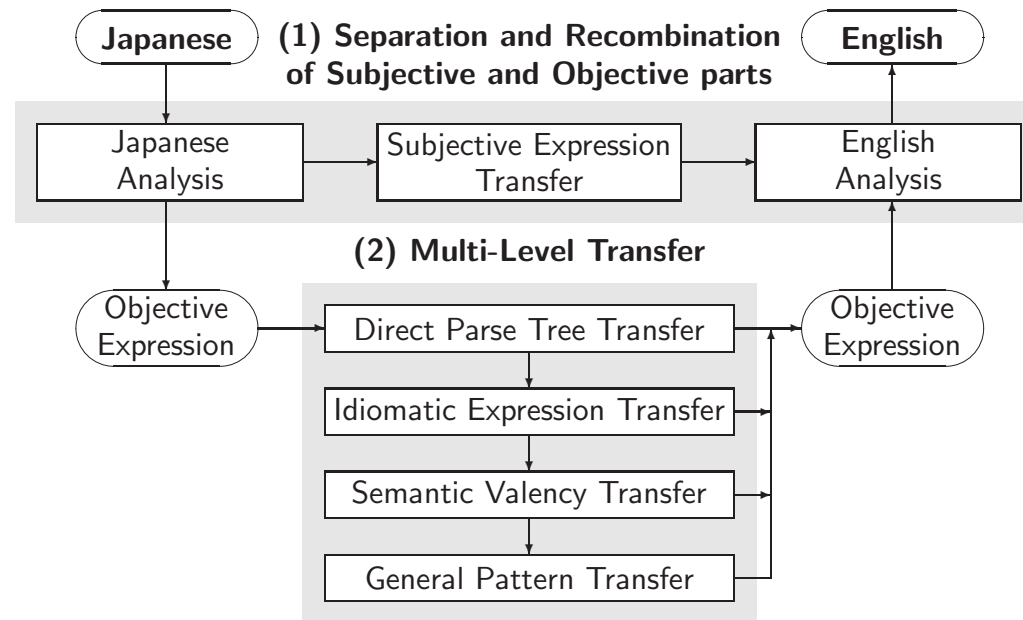 Japanese
(1) Separation and Recombination
of Subjective and Objective parts
English
Japanese
Analysis
Subjective Expression
Transfer
English
Analysis
(2) Multi-Level Transfer
Objective
Expression
Direct Parse Tree Transfer
Idiomatic Expression Transfer
Semantic Valency Transfer
General Pattern Transfer
Objective
Expression